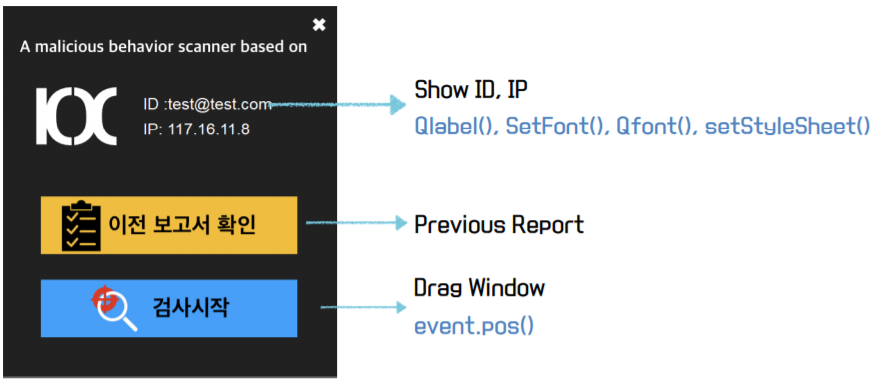 A malicious behavior scanner based on
IOC
ID :test@test.com
IP: 117.16.11.8
이전 보고서 확인
검사시작
Show ID, IP
Qlabel(), SetFont(), Qfont(), setStyleSheet()
Previous Report
Drag Window
event.pos()